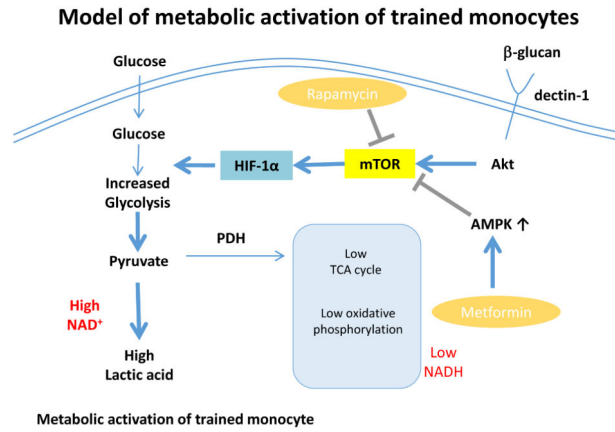 Model of metabolic activation of trained monocytes
Glucose
β-glucan
dectin-1
Rapamycin
Glucose
HIF-1α
mTOR
Akt
Increased
Glycolysis
AMPK ↑
PDH
Pyruvate
Low
TCA cycle
High
NAD⁺
Low oxidative
phosphorylation
Metformin
High
Lactic acid
Low
NADH
Metabolic activation of trained monocyte